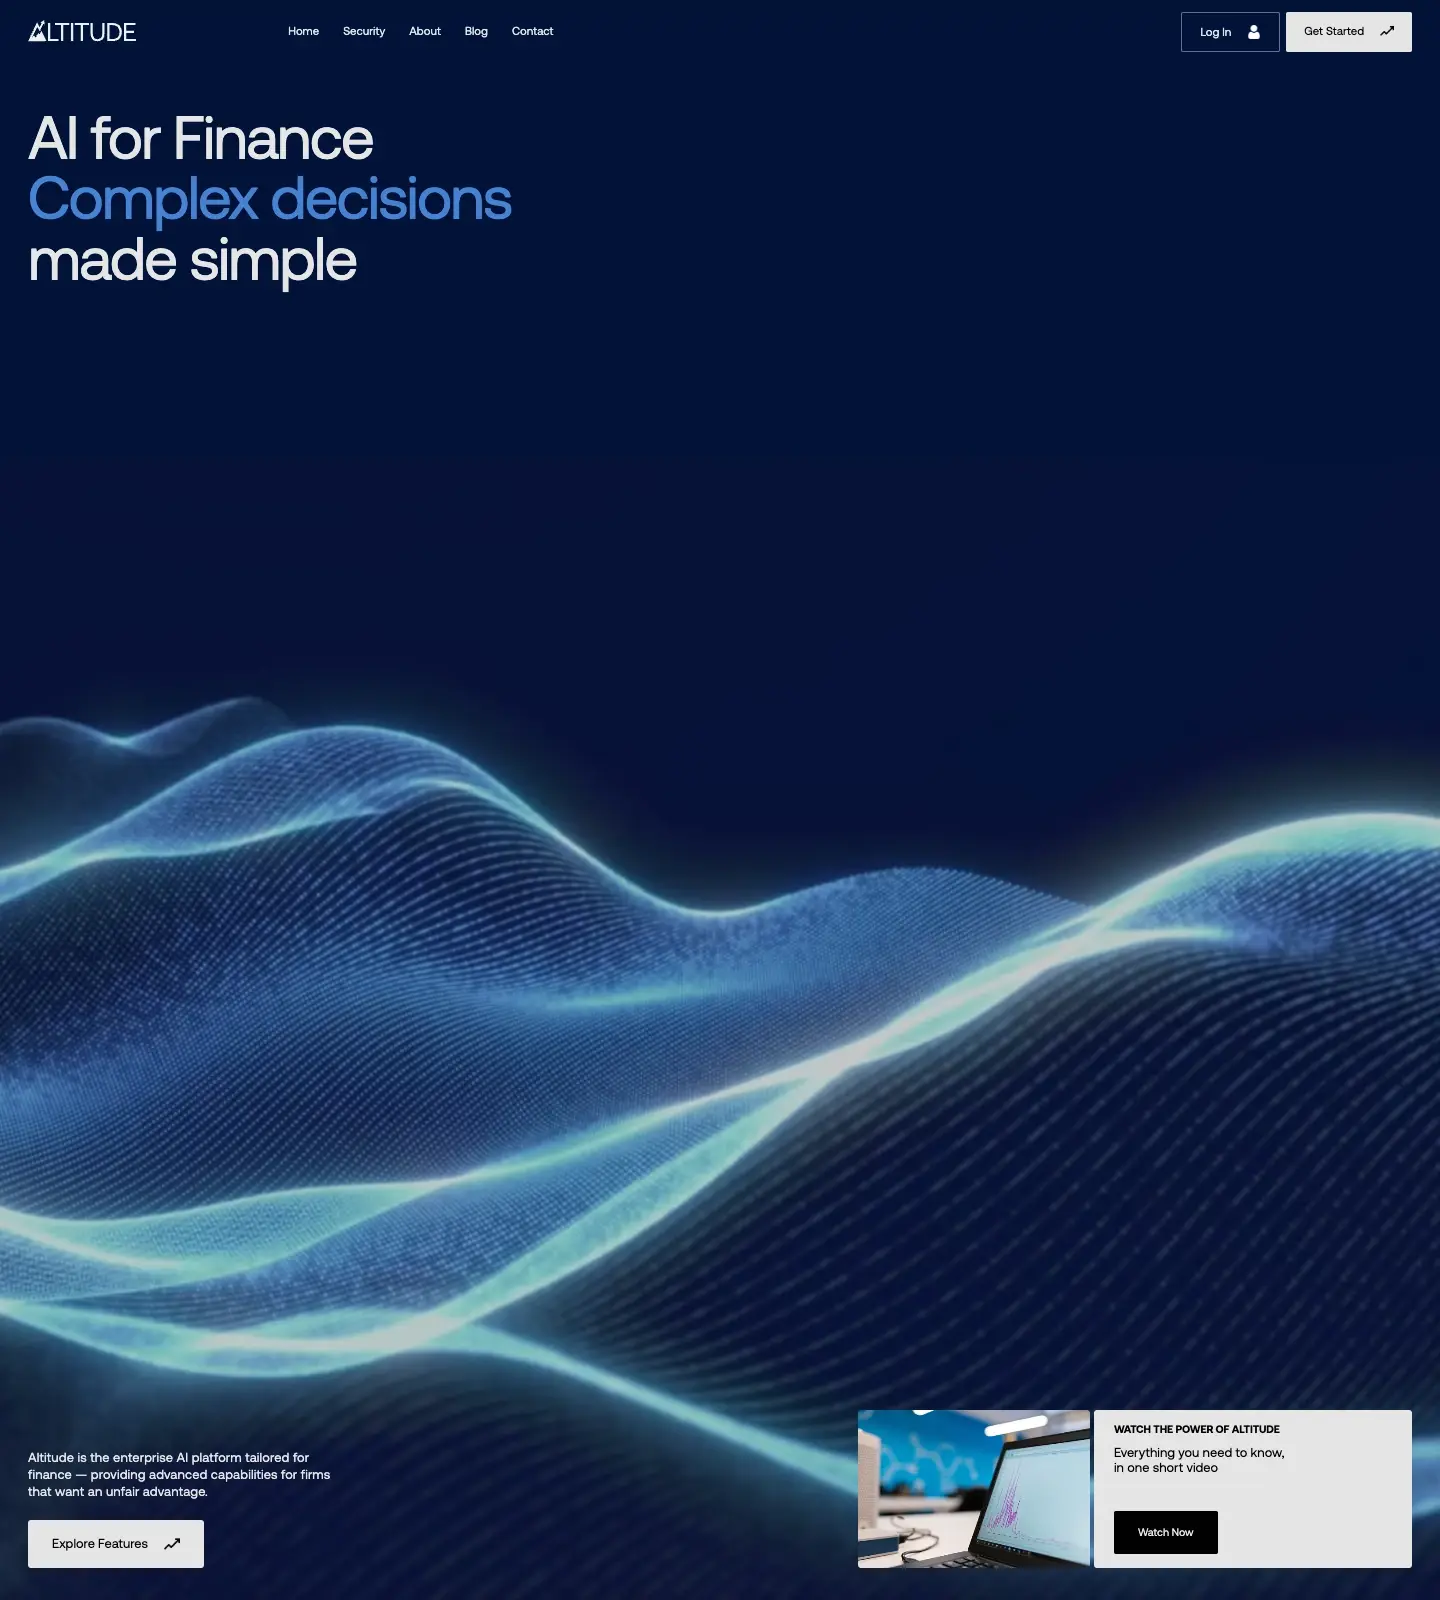 ALTITUDE
Home Security About Blog Contact
Log In
Get Started
AI for Finance
Complex decisions
made simple
Altitude is the enterprise AI platform tailored for
finance — providing advanced capabilities for firms
that want an unfair advantage.
Explore Features
WATCH THE POWER OF ALTITUDE
Everything you need to know,
in one short video
Watch Now